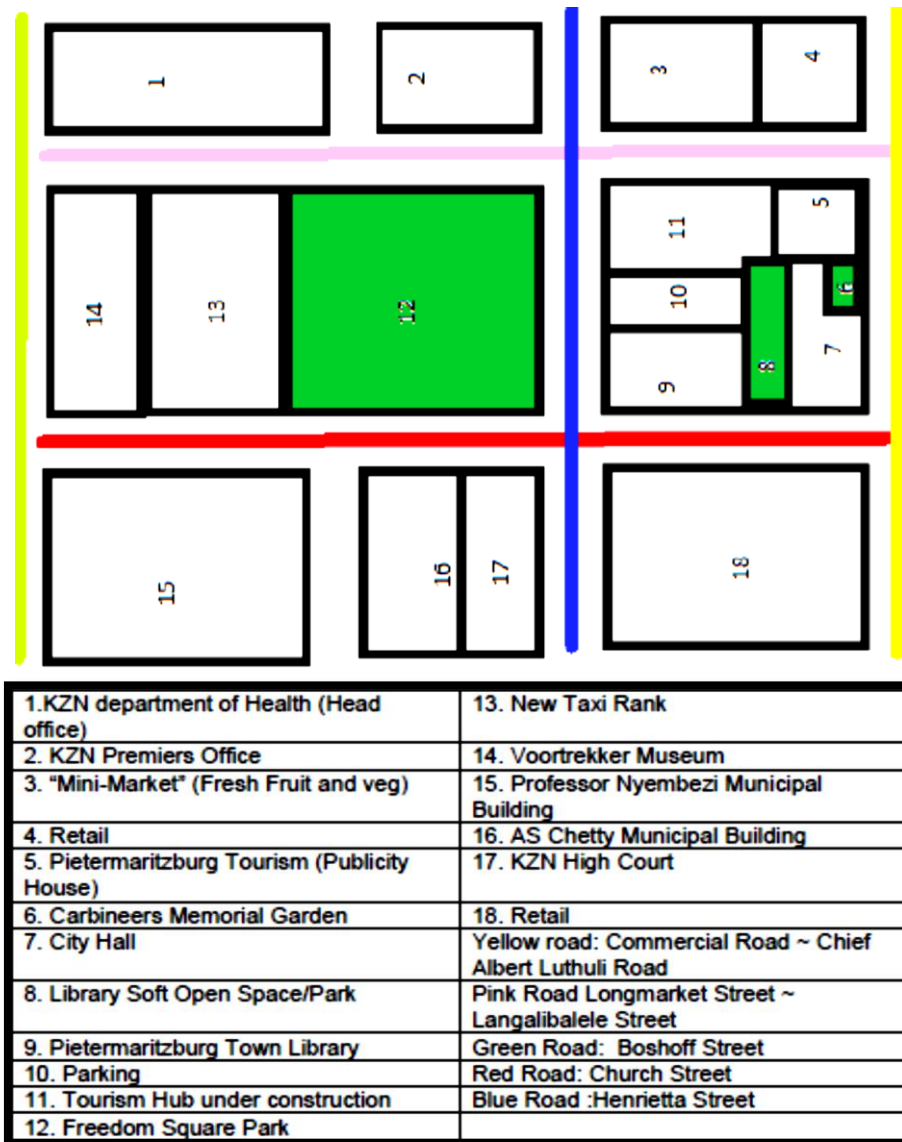 1
2
3
4
14
13
12
11
5
10
6
9
8
7
15
16
17
18
1.KZN department of Health (Head
office)
13. New Taxi Rank
2. KZN Premiers Office
14. Voortrekker Museum
3. “Mini-Market” (Fresh Fruit and veg)
15. Professor Nyembezi Municipal
Building
4. Retail
16. AS Chetty Municipal Building
5. Pietermaritzburg Tourism (Publicity
House)
17. KZN High Court
6. Carbineers Memorial Garden
18. Retail
7. City Hall
Yellow road: Commercial Road ~ Chief
Albert Luthuli Road
8. Library Soft Open Space/Park
Pink Road Longmarket Street ~
Langalibalele Street
9. Pietermaritzburg Town Library
Green Road: Boshoff Street
10. Parking
Red Road: Church Street
11. Tourism Hub under construction
Blue Road :Henrietta Street
12. Freedom Square Park